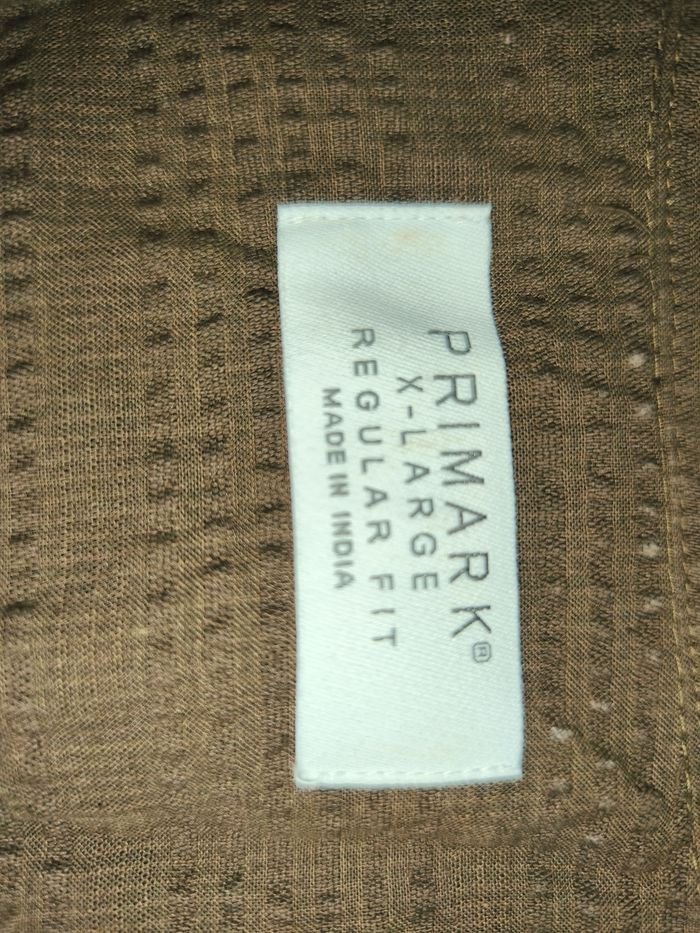 PRIMARK®
X-LARGE
REGULAR FIT
MADE IN INDIA